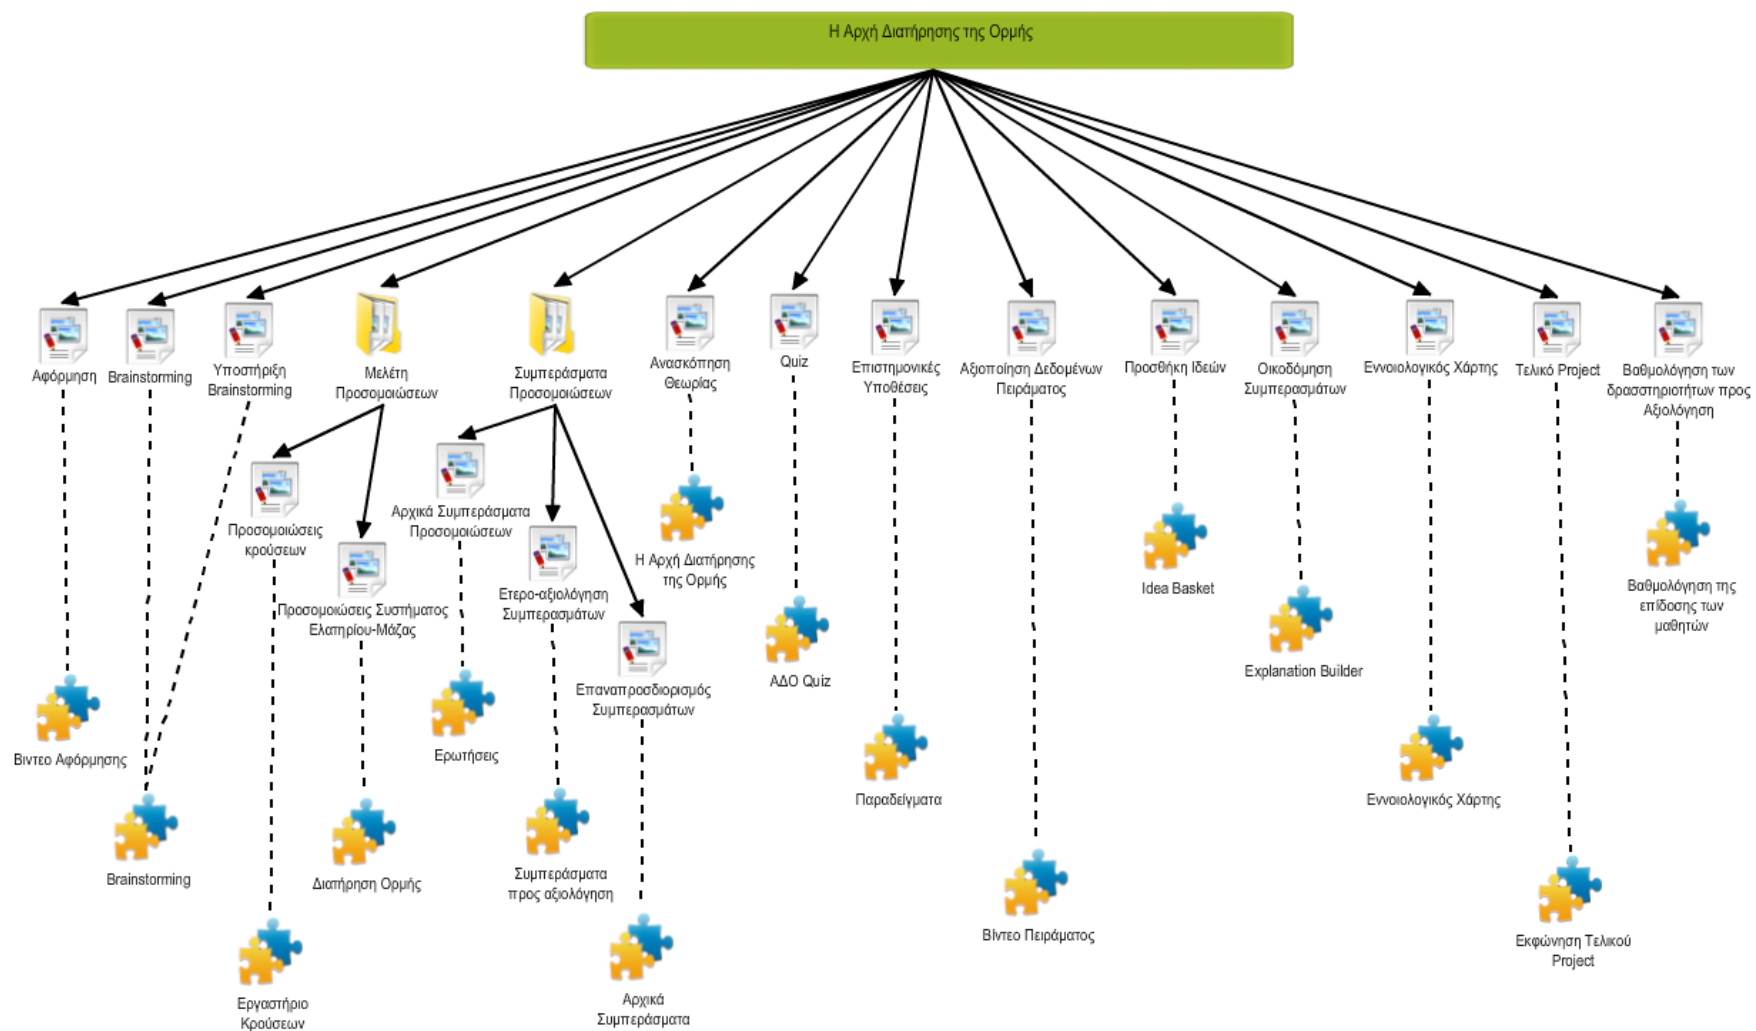 Η Αρχή Διατήρησης της Ορμής
Αφόρμηση
Brainstorming
Υποστήριξη
Brainstorming
Μελέτη
Προσομοιώσεων
Συμπεράσματα
Προσομοιώσεων
Ανασκόπηση
Θεωρίας
Quiz
Επιστημονικές
Υποθέσεις
Αξιοποίηση Δεδομένων
Πειράματος
Προσθήκη Ιδεών
Οικοδόμηση
Συμπερασμάτων
Εννοιολογικός Χάρτης
Τελικό Project
Βαθμολόγηση των
δρασστηριοτήτων προς
Αξιολόγηση
Προσομοιώσεις
κρούσεων
Προσομοιώσεις Συστήματος
Ελατηρίου-Μάζας
Αρχικά Συμπεράσματα
Προσομοιώσεων
Ετερο-αξιολόγηση
Συμπερασμάτων
Επαναπροσδιορισμός
Συμπερασμάτων
Η Αρχή Διατήρησης
της Ορμής
Idea Basket
Βαθμολόγηση της
επίδοσης των
μαθητών
Explanation Builder
ΑΔΟ Quiz
Βιντεο Αφόρμησης
Ερωτήσεις
Παραδείγματα
Εννοιολογικός Χάρτης
Brainstorming
Διατήρηση Ορμής
Συμπεράσματα
προς αξιολόγηση
Βίντεο Πειράματος
Εκφώνηση Τελικού
Project
Εργαστήριο
Κρούσεων
Αρχικά
Συμπεράσματα